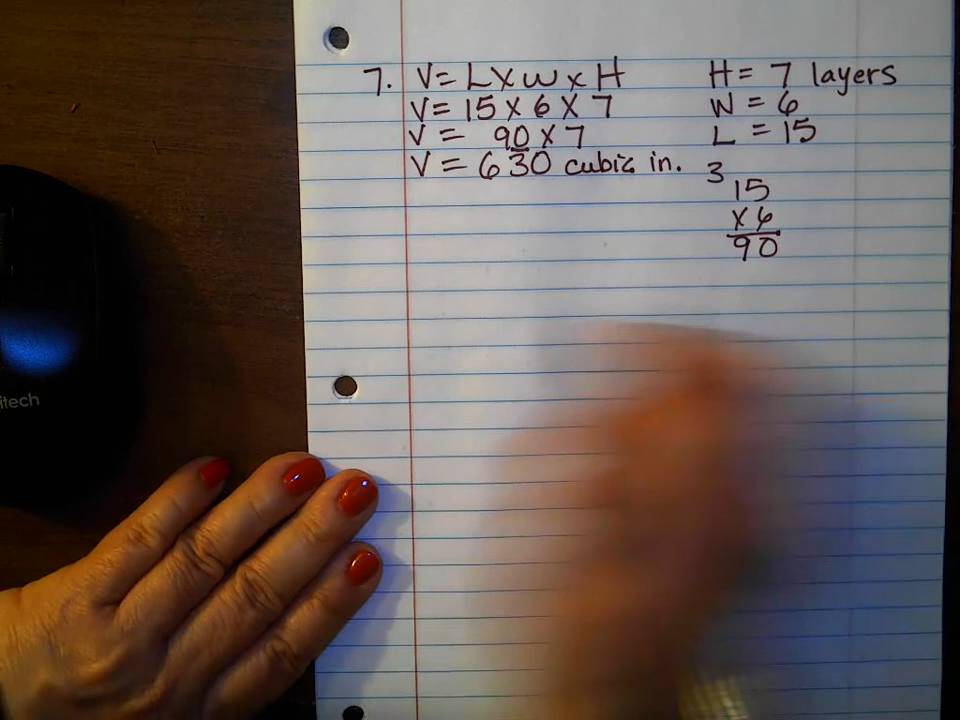 7. V = L x W x H
V = 15 x 6 x 7
V = 90 x 7
V = 630 cubic in.
H = 7 layers
W = 6
L = 15
3
15
x 6
90
itech